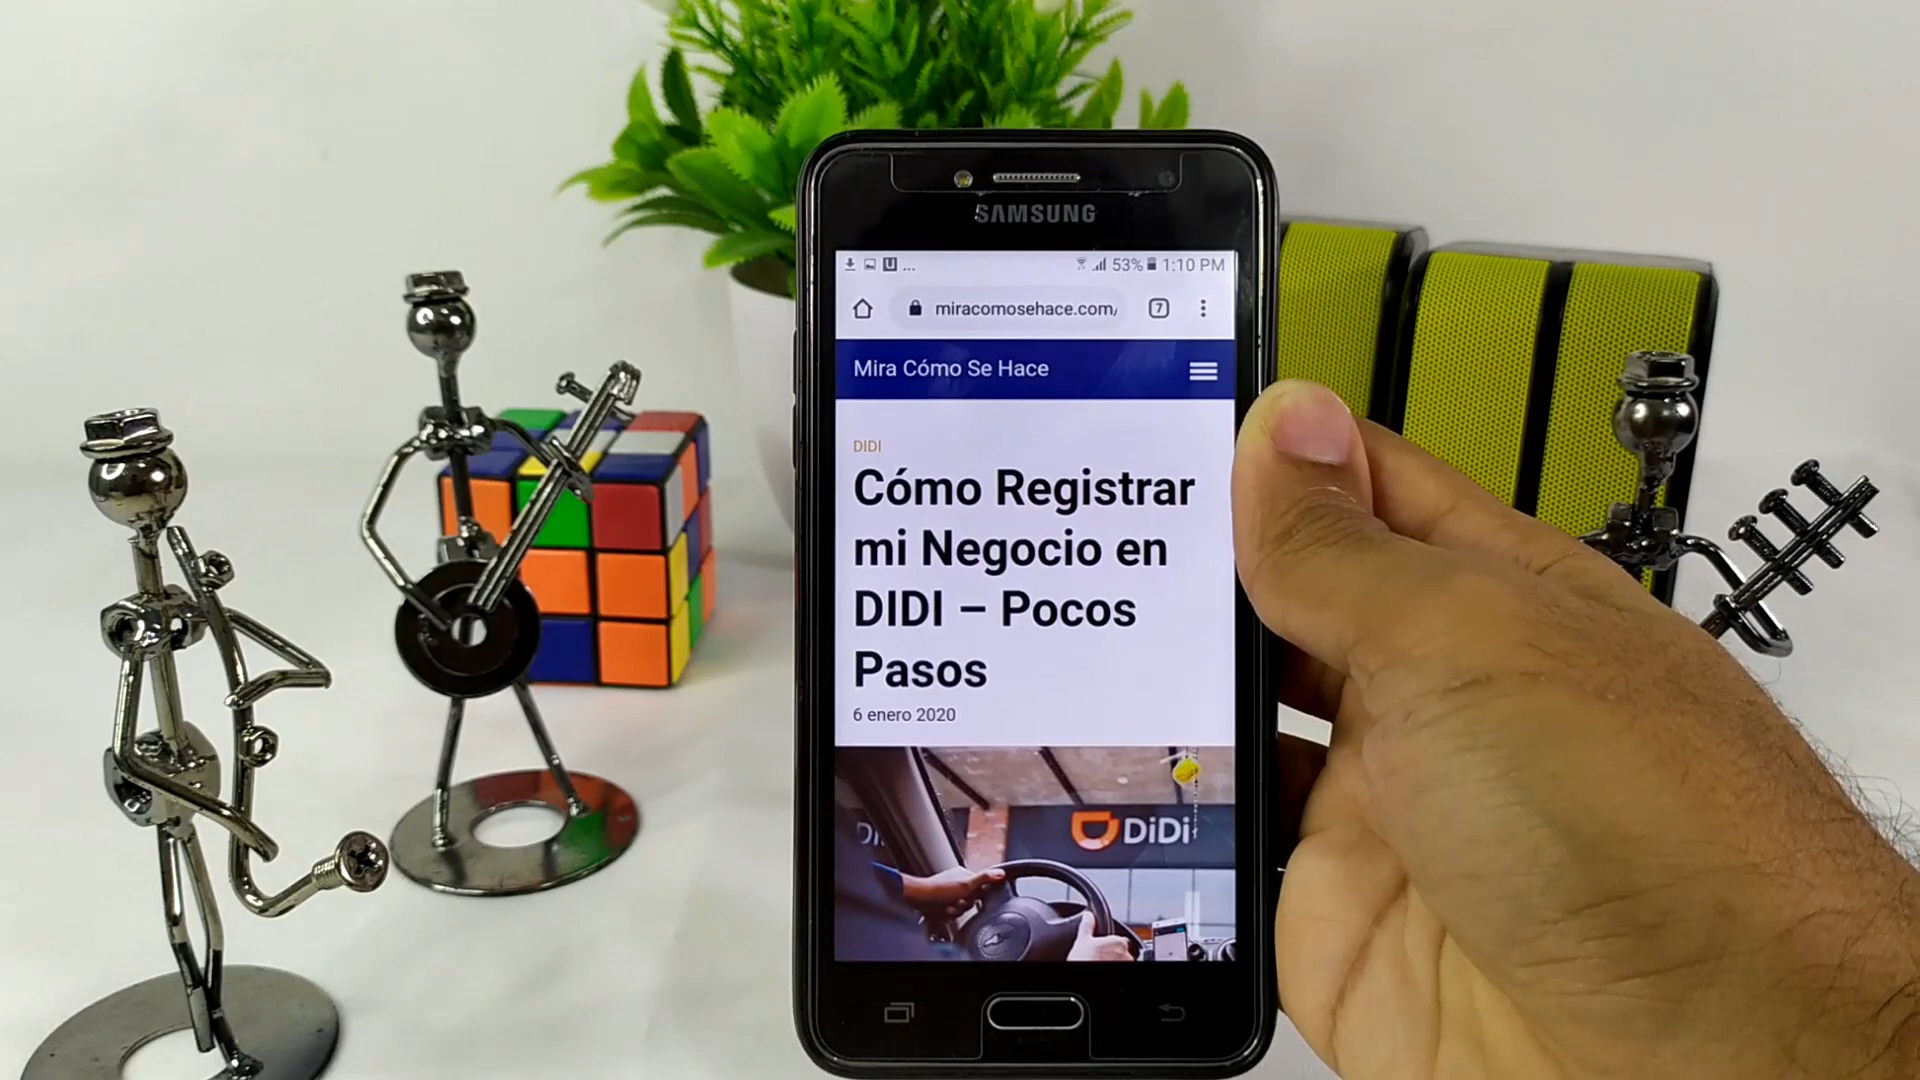 SAMSUNG
53% 1:10 PM
miracomosehace.com/
7
Mira Cómo Se Hace
DIDI
Cómo Registrar
mi Negocio en
DIDI – Pocos
Pasos
6 enero 2020
DiDi